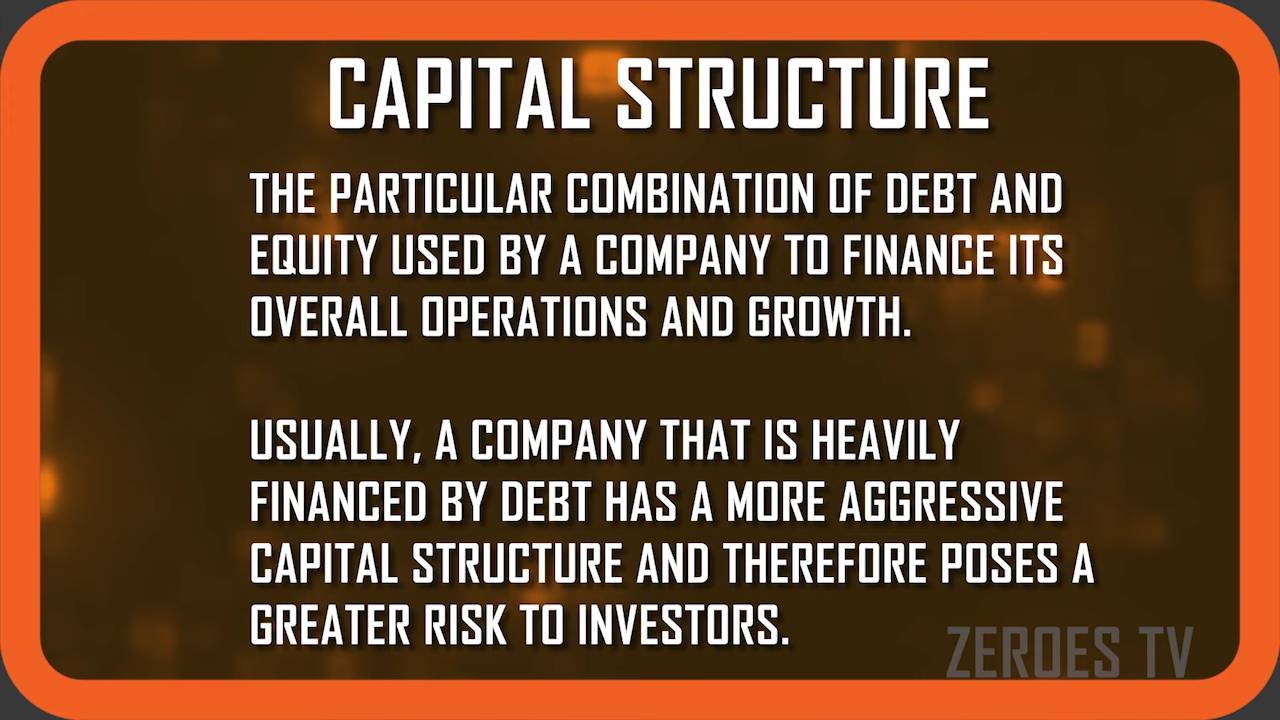 CAPITAL STRUCTURE
THE PARTICULAR COMBINATION OF DEBT AND
EQUITY USED BY A COMPANY TO FINANCE ITS
OVERALL OPERATIONS AND GROWTH.
USUALLY, A COMPANY THAT IS HEAVILY
FINANCED BY DEBT HAS A MORE AGGRESSIVE
CAPITAL STRUCTURE AND THEREFORE POSES A
GREATER RISK TO INVESTORS.
ZEROES TV